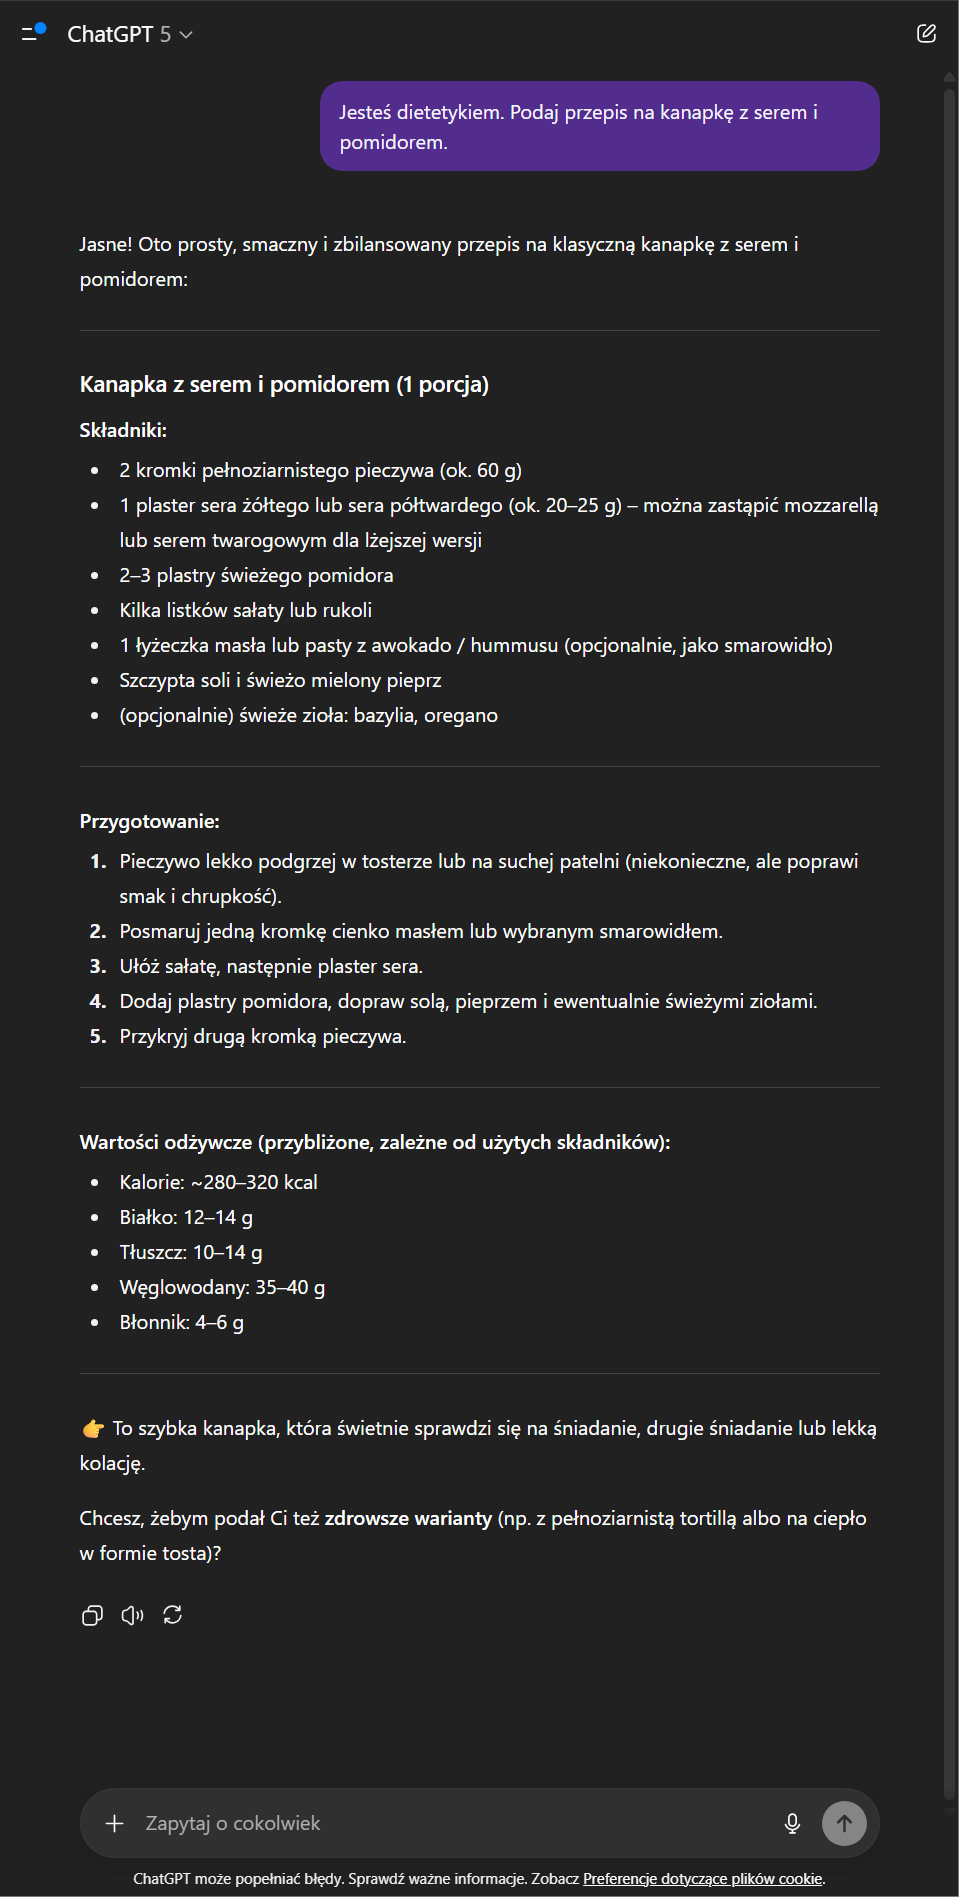 ChatGPT 5
Jesteś dietetykiem. Podaj przepis na kanapkę z serem i
pomidorem.
Jasne! Oto prosty, smaczny i zbilansowany przepis na klasyczną kanapkę z serem i
pomidorem:
Kanapka z serem i pomidorem (1 porcja)
Składniki:
• 2 kromki pełnoziarnistego pieczywa (ok. 60 g)
• 1 plaster sera żółtego lub sera półtwardego (ok. 20–25 g) – można zastąpić mozzarellą
lub serem twarogowym dla lżejszej wersji
• 2–3 plastry świeżego pomidora
• Kilka listków sałaty lub rukoli
• 1 łyżeczka masła lub pasty z awokado / hummusu (opcjonalnie, jako smarowidło)
• Szczypta soli i świeżo mielony pieprz
• (opcjonalnie) świeże zioła: bazylia, oregano
Przygotowanie:
1. Pieczywo lekko podgrzej w tosterze lub na suchej patelni (niekonieczne, ale poprawi
smak i chrupkość).
2. Posmaruj jedną kromkę cienko masłem lub wybranym smarowidłem.
3. Ułóż sałatę, następnie plaster sera.
4. Dodaj plastry pomidora, dopraw solą, pieprzem i ewentualnie świeżymi ziołami.
5. Przykryj drugą kromką pieczywa.
Wartości odżywcze (przybliżone, zależne od użytych składników):
• Kalorie: ~280–320 kcal
• Białko: 12–14 g
• Tłuszcz: 10–14 g
• Węglowodany: 35–40 g
• Błonnik: 4–6 g
👉 To szybka kanapka, która świetnie sprawdzi się na śniadanie, drugie śniadanie lub lekką
kolację.
Chcesz, żebym podał Ci też zdrowsze warianty (np. z pełnoziarnistą tortillą albo na ciepło
w formie tosta)?
Zapytaj o cokolwiek
ChatGPT może popełniać błędy. Sprawdź ważne informacje. Zobacz Preferencje dotyczące plików cookie.